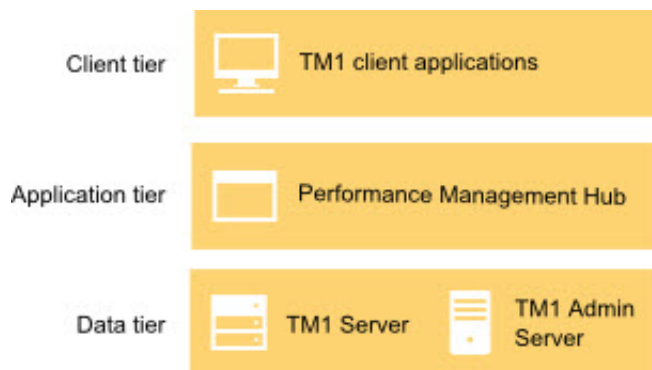 Client tier
TM1 client applications
Application tier
Performance Management Hub
Data tier
TM1 Server
TM1 Admin
Server